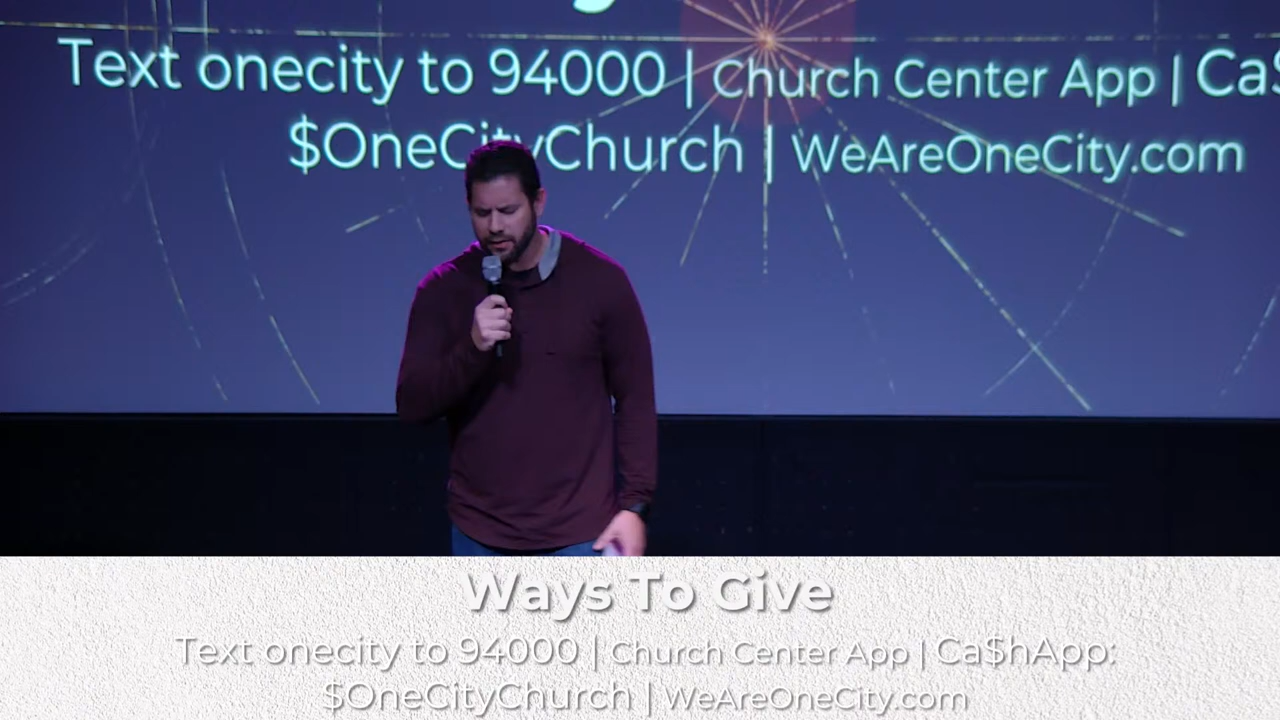 Text onecity to 94000 | Church Center App | Ca$
$OneCityChurch | WeAreOneCity.com
Ways To Give
Text onecity to 94000 | Church Center App | Ca$hApp:
$OneCityChurch | WeAreOneCity.com